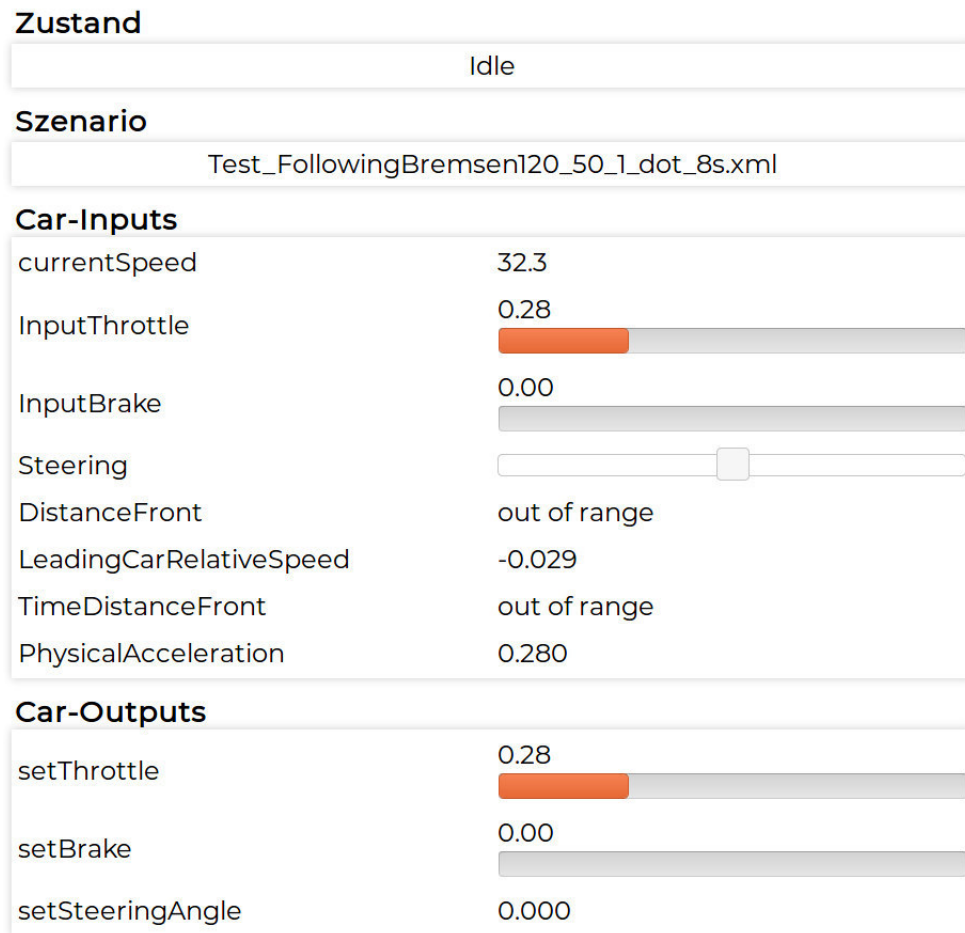 Zustand
Idle
Szenario
Test_FollowingBremsen120_50_1_dot_8s.xml
Car-Inputs
currentSpeed 32.3
InputThrottle 0.28
InputBrake 0.00
Steering
DistanceFront out of range
LeadingCarRelativeSpeed -0.029
TimeDistanceFront out of range
PhysicalAcceleration 0.280
Car-Outputs
setThrottle 0.28
setBrake 0.00
setSteeringAngle 0.000